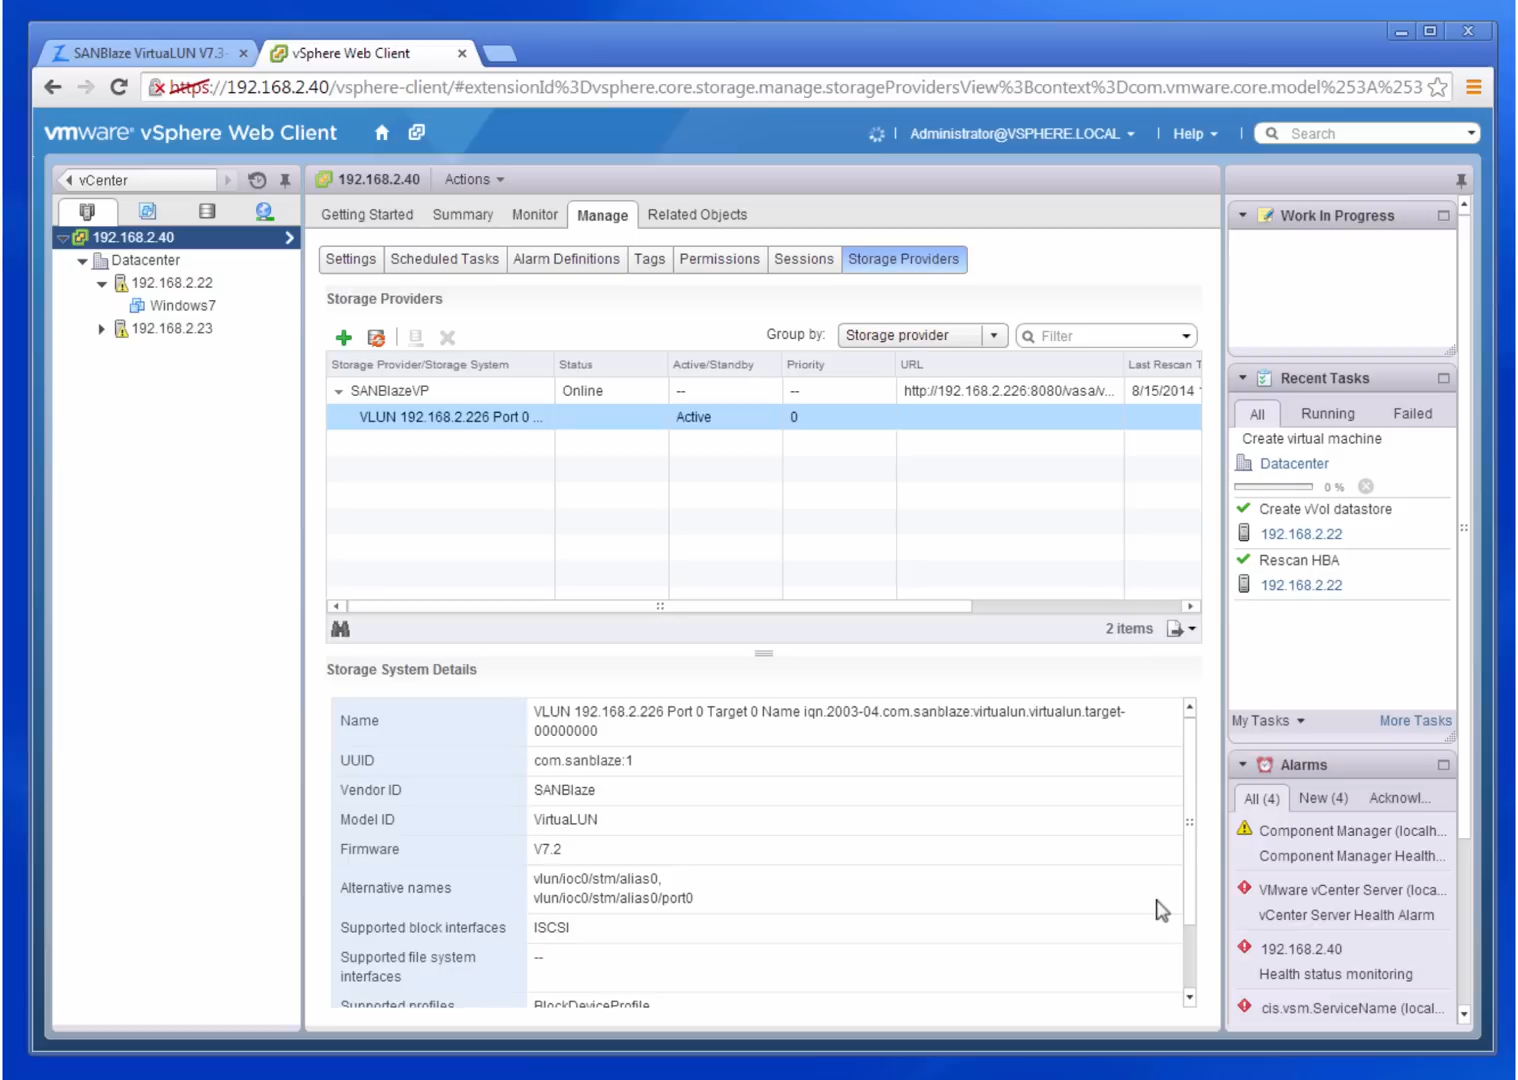 SANBlaze VirtuaLUN V7.3-
vSphere Web Client
https://192.168.2.40/vsphere-client/#extensionId%3Dvsphere.core.storage.manage.storageProvidersView%3Bcontext%3Dcom.vmware.core.model%253A%253
vmware® vSphere Web Client
Administrator@VSPHERE.LOCAL
Help
Search
vCenter
192.168.2.40
Datacenter
192.168.2.22
Windows7
192.168.2.23
192.168.2.40
Actions
Getting Started Summary Monitor Manage Related Objects
Settings Scheduled Tasks Alarm Definitions Tags Permissions Sessions Storage Providers
Storage Providers
Group by: Storage provider
Filter
Storage Provider/Storage System Status Active/Standby Priority URL Last Rescan T
SANBlazeVP Online -- -- http://192.168.2.226:8080/vasa/v... 8/15/2014
VLUN 192.168.2.226 Port 0 ... Active 0
2 items
Storage System Details
Name VLUN 192.168.2.226 Port 0 Target 0 Name iqn.2003-04.com.sanblaze:virtualun.virtualun.target-
00000000
UUID com.sanblaze:1
Vendor ID SANBlaze
Model ID VirtuaLUN
Firmware V7.2
Alternative names vlun/ioc0/stm/alias0,
vlun/ioc0/stm/alias0/port0
Supported block interfaces ISCSI
Supported file system --
interfaces
Supported profiles BlockDeviceProfile
Work In Progress
Recent Tasks
All Running Failed
Create virtual machine
Datacenter
0 %
Create vVol datastore
192.168.2.22
Rescan HBA
192.168.2.22
My Tasks More Tasks
Alarms
All (4) New (4) Acknowl...
Component Manager (localh...
Component Manager Health...
VMware vCenter Server (loca...
vCenter Server Health Alarm
192.168.2.40
Health status monitoring
cis.vsm.ServiceName (local...